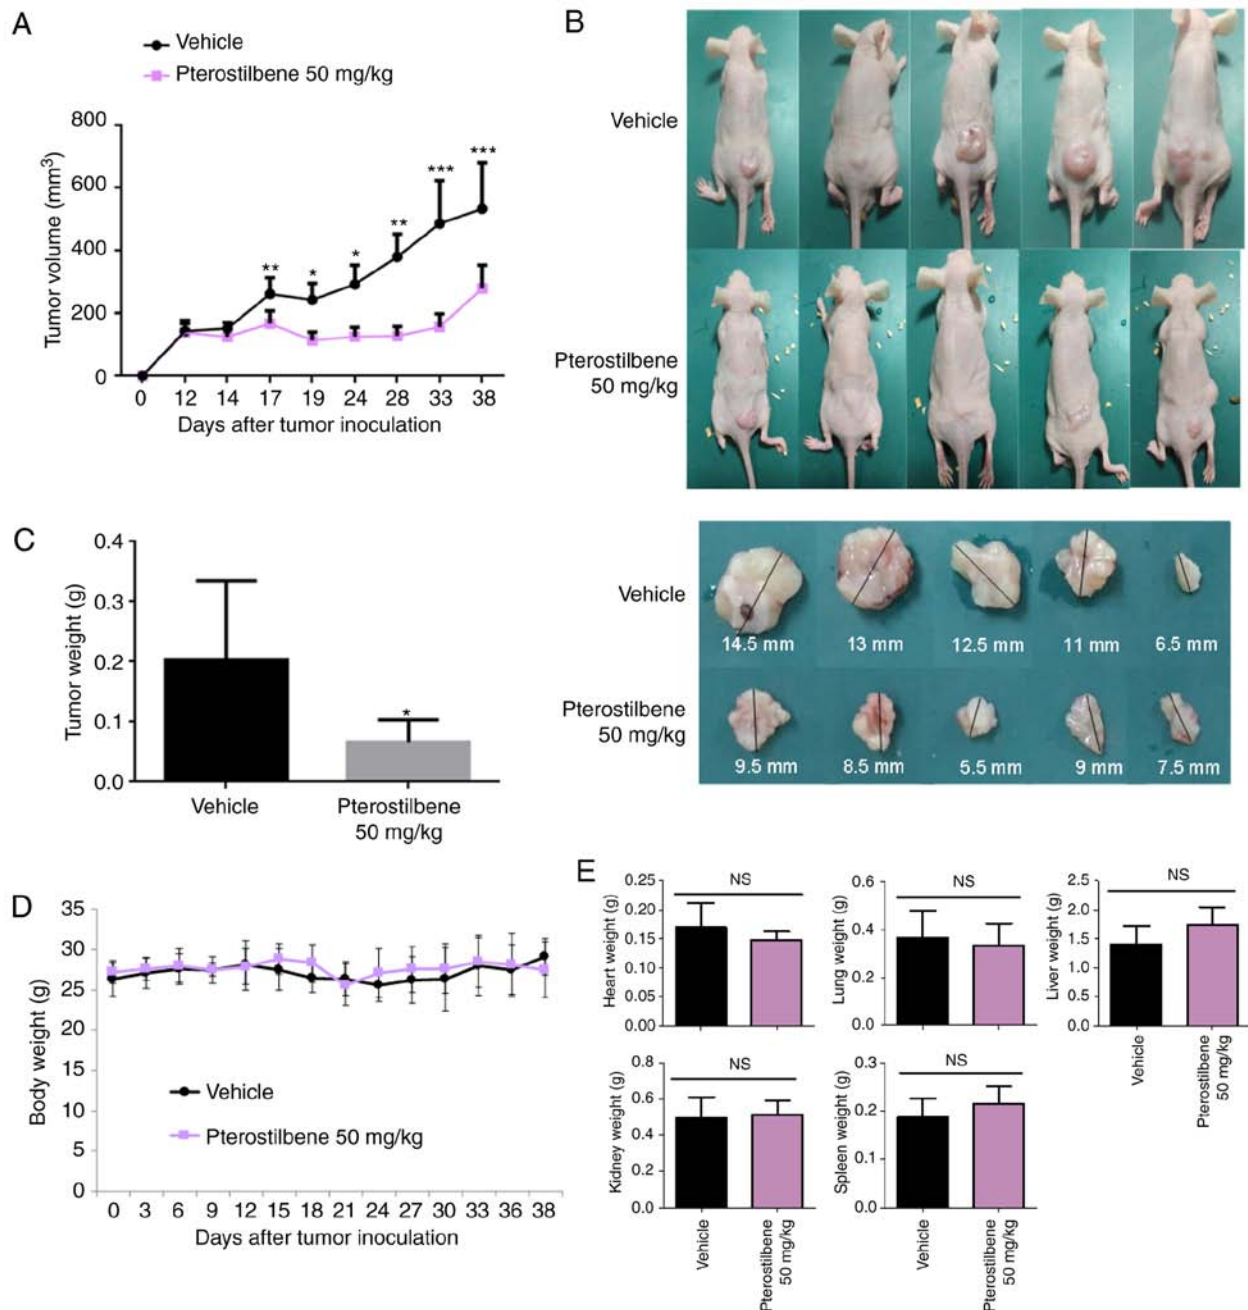 A
Vehicle
Pterostilbene 50 mg/kg
800
600
400
200
0
Tumor volume (mm³)
**
*
*
**
***
***
0 12 14 17 19 24 28 33 38
Days after tumor inoculation
B
Vehicle
Pterostilbene
50 mg/kg
Vehicle
14.5 mm 13 mm 12.5 mm 11 mm 6.5 mm
Pterostilbene
50 mg/kg
9.5 mm 8.5 mm 5.5 mm 9 mm 7.5 mm
C
0.4
0.3
0.2
0.1
0.0
Tumor weight (g)
*
Vehicle
Pterostilbene
50 mg/kg
D
35
30
25
20
15
10
5
0
Body weight (g)
Vehicle
Pterostilbene 50 mg/kg
0 3 6 9 12 15 18 21 24 27 30 33 36 38
Days after tumor inoculation
E
NS
0.25
0.20
0.15
0.10
0.05
0.00
Heart weight (g)
NS
0.6
0.4
0.2
0.0
Lung weight (g)
NS
2.5
2.0
1.5
1.0
0.5
0.0
Liver weight (g)
Vehicle
Pterostilbene
50 mg/kg
NS
0.8
0.6
0.4
0.2
0.0
Kidney weight (g)
Vehicle
Pterostilbene
50 mg/kg
NS
0.3
0.2
0.1
0.0
Spleen weight (g)
Vehicle
Pterostilbene
50 mg/kg